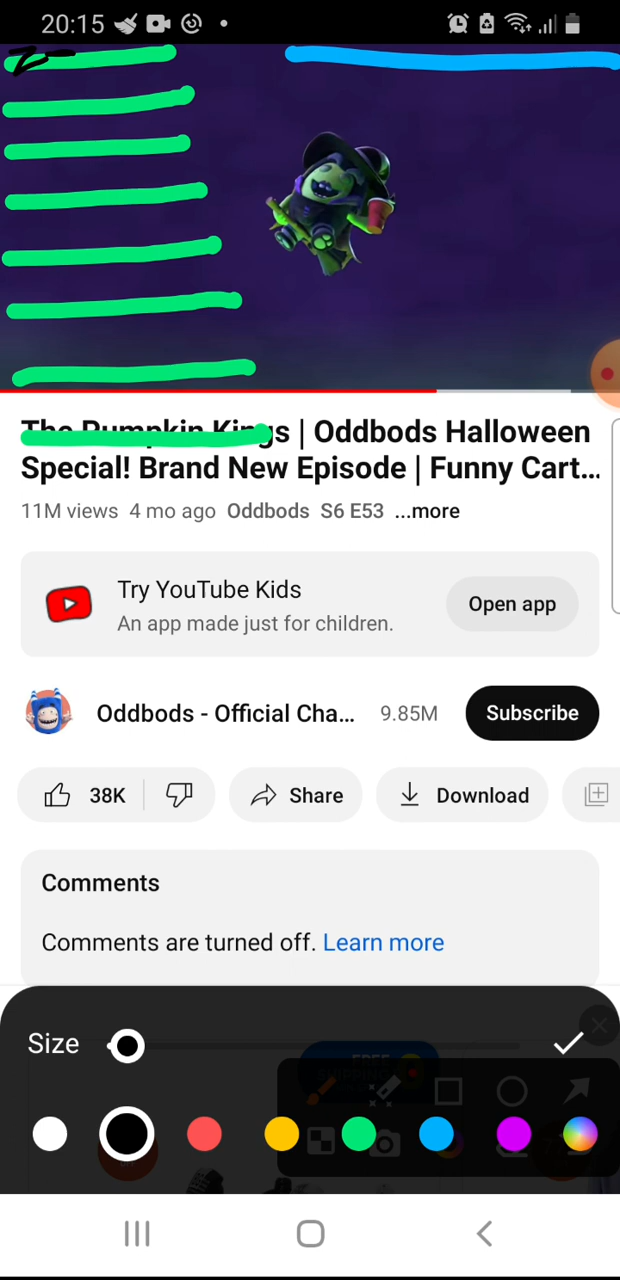 20:15
The Pumpkin Kings | Oddbods Halloween
Special! Brand New Episode | Funny Cart...
11M views 4 mo ago Oddbods S6 E53 ...more
Try YouTube Kids
An app made just for children.
Open app
Oddbods - Official Cha... 9.85M Subscribe
38K Share Download
Comments
Comments are turned off. Learn more
Size
FREE
SHIPPING